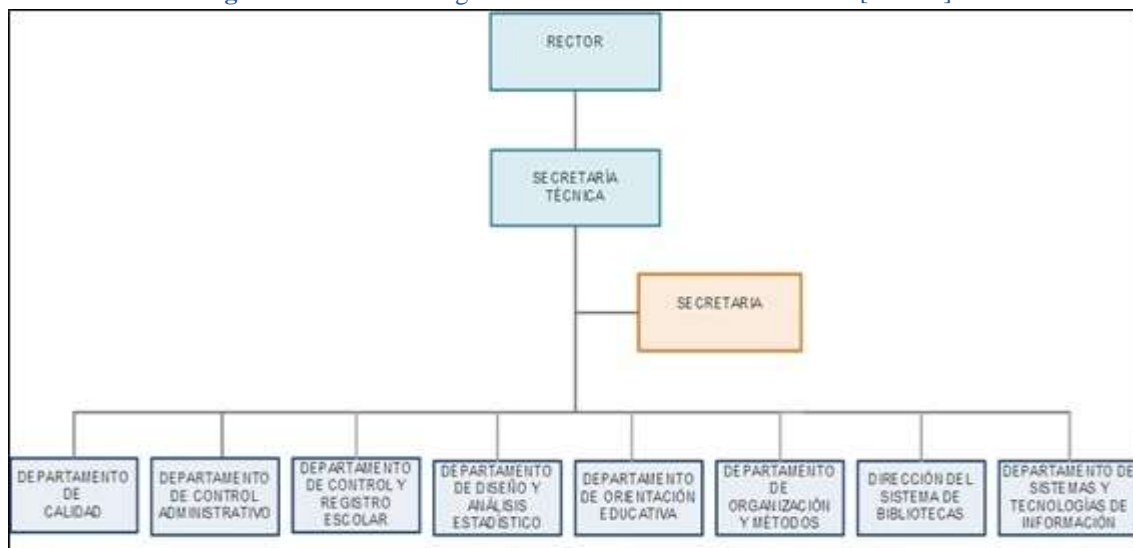 RECTOR
SECRETARÍA
TÉCNICA
SECRETARIA
DEPARTAMENTO
DE
CALIDAD
DEPARTAMENTO
DE CONTROL
ADMINISTRATIVO
DEPARTAMENTO
DE CONTROL Y
REGISTRO
ESCOLAR
DEPARTAMENTO
DE DISEÑO Y
ANÁLISIS
ESTADÍSTICO
DEPARTAMENTO
DE ORIENTACIÓN
EDUCATIVA
DEPARTAMENTO
DE
ORGANIZACIÓN
Y MÉTODOS
DIRECCIÓN DEL
SISTEMA DE
BIBLIOTECAS
DEPARTAMENTO DE
SISTEMAS Y
TECNOLOGÍAS DE
INFORMACIÓN